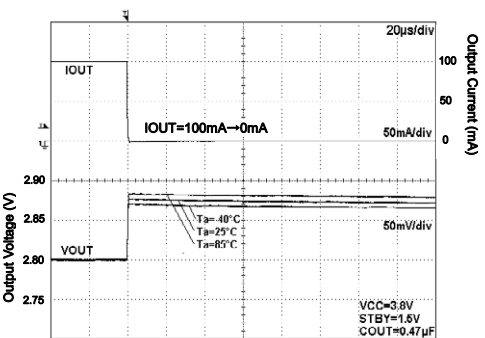 20μs/div
IOUT
100
50
0
Output Current (mA)
IOUT=100mA→0mA
50mA/div
2.90
2.85
2.80
2.75
Output Voltage (V)
Ta=-40°C
Ta=25°C
Ta=85°C
50mV/div
VOUT
VCC=3.8V
STBY=1.5V
COUT=0.47μF